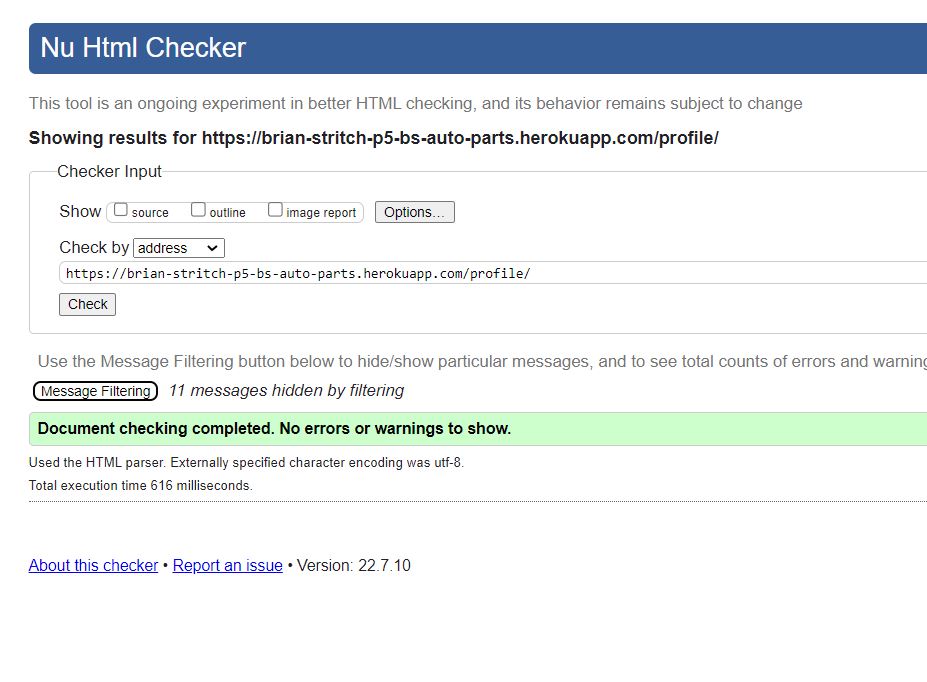 Nu Html Checker
This tool is an ongoing experiment in better HTML checking, and its behavior remains subject to change
Showing results for https://brian-stritch-p5-bs-auto-parts.herokuapp.com/profile/
Checker Input
Show source outline image report Options...
Check by address
https://brian-stritch-p5-bs-auto-parts.herokuapp.com/profile/
Check
Use the Message Filtering button below to hide/show particular messages, and to see total counts of errors and warning
Message Filtering 11 messages hidden by filtering
Document checking completed. No errors or warnings to show.
Used the HTML parser. Externally specified character encoding was utf-8.
Total execution time 616 milliseconds.
About this checker • Report an issue • Version: 22.7.10